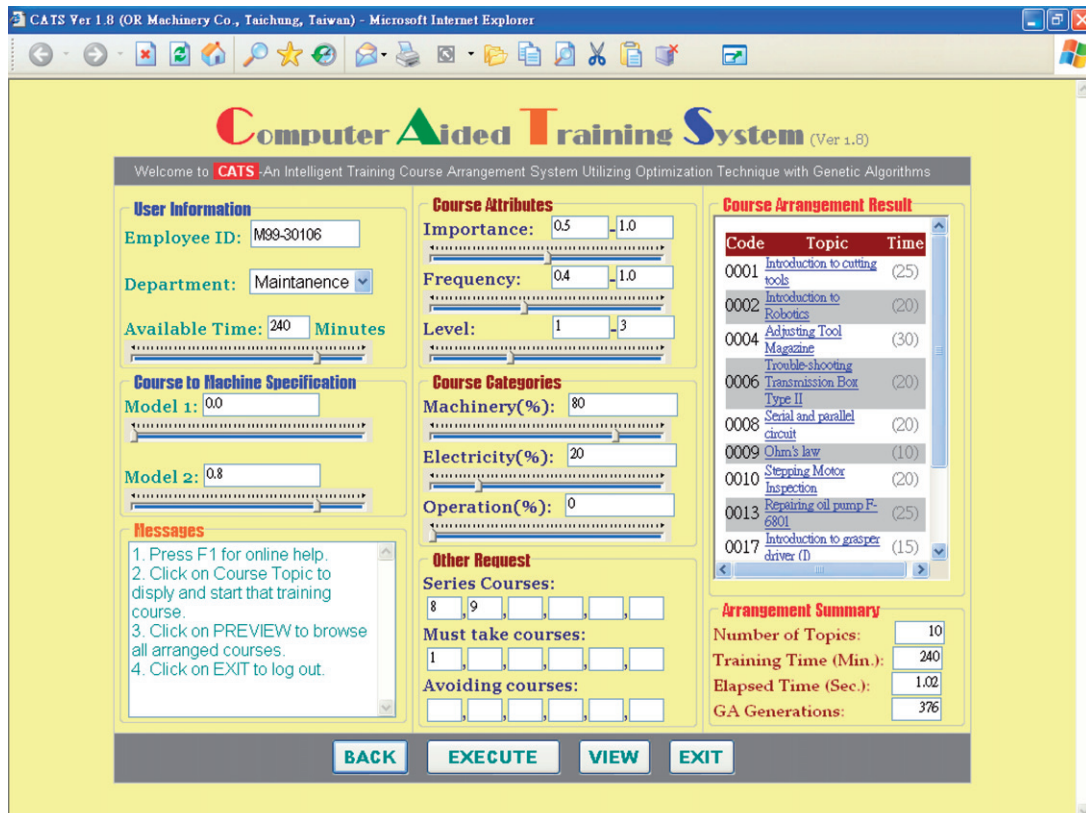 CATS Ver 1.8 (OR Machinery Co., Taichung, Taiwan) - Microsoft Internet Explorer
Computer Aided Training System (Ver 1.8)
Welcome to CATS-An Intelligent Training Course Arrangement System Utilizing Optimization Technique with Genetic Algorithms
User Information
Employee ID: M99-30106
Department: Maintanence
Available Time: 240 Minutes
Course to Machine Specification
Model 1: 0.0
Model 2: 0.8
Messages
1. Press F1 for online help.
2. Click on Course Topic to
disply and start that training
course.
3. Click on PREVIEW to browse
all arranged courses.
4. Click on EXIT to log out.
Course Attributes
Importance: 0.5 - 1.0
Frequency: 0.4 - 1.0
Level: 1 - 3
Course Categories
Machinery(%): 80
Electricity(%): 20
Operation(%): 0
Other Request
Series Courses:
8 , 9 , , , ,
Must take courses:
1 , , , , ,
Avoiding courses:
, , , , ,
Course Arrangement Result
Code Topic Time
0001 Introduction to cutting
tools (25)
0002 Introduction to
Robotics (20)
0004 Adjusting Tool
Magazine (30)
0006 Trouble-shooting
Transmission Box
Type II (20)
0008 Serial and parallel
circuit (20)
0009 Ohm's law (10)
0010 Stepping Motor
Inspection (20)
0013 Repairing oil pump F-
6801 (25)
0017 Introduction to grasper
driver (I) (15)
Arrangement Summary
Number of Topics: 10
Training Time (Min.): 240
Elapsed Time (Sec.): 1.02
GA Generations: 376
BACK EXECUTE VIEW EXIT